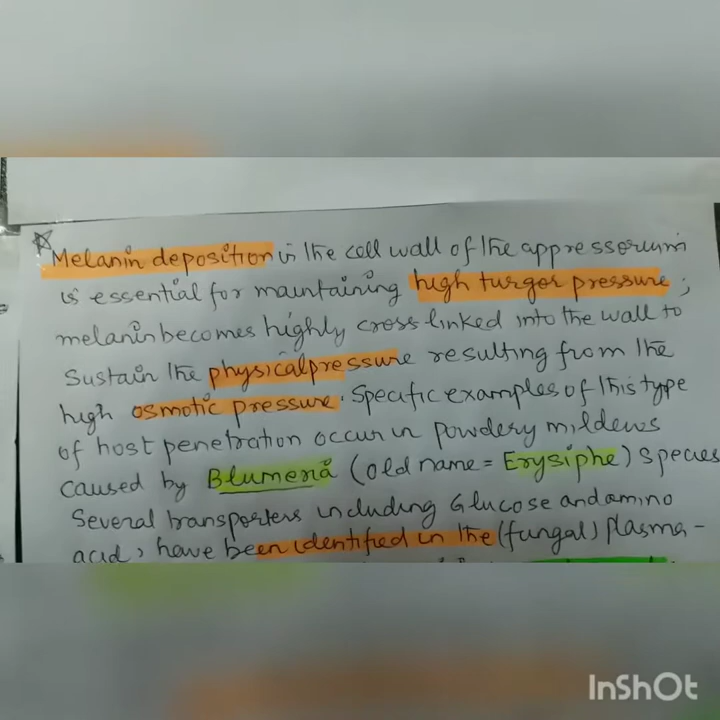 Melanin deposition in the cell wall of the appressorium
is essential for maintaining high turgor pressure ;
melanin becomes highly cross linked into the wall to
Sustain the physical pressure resulting from the
high osmotic pressure. Specific examples of this type
of host penetration occur in powdery mildews
caused by Blumeria (old name = Erysiphe) species
Several transporters including Glucose and amino
acid, have been identified in the (fungal) plasma-
InShOt